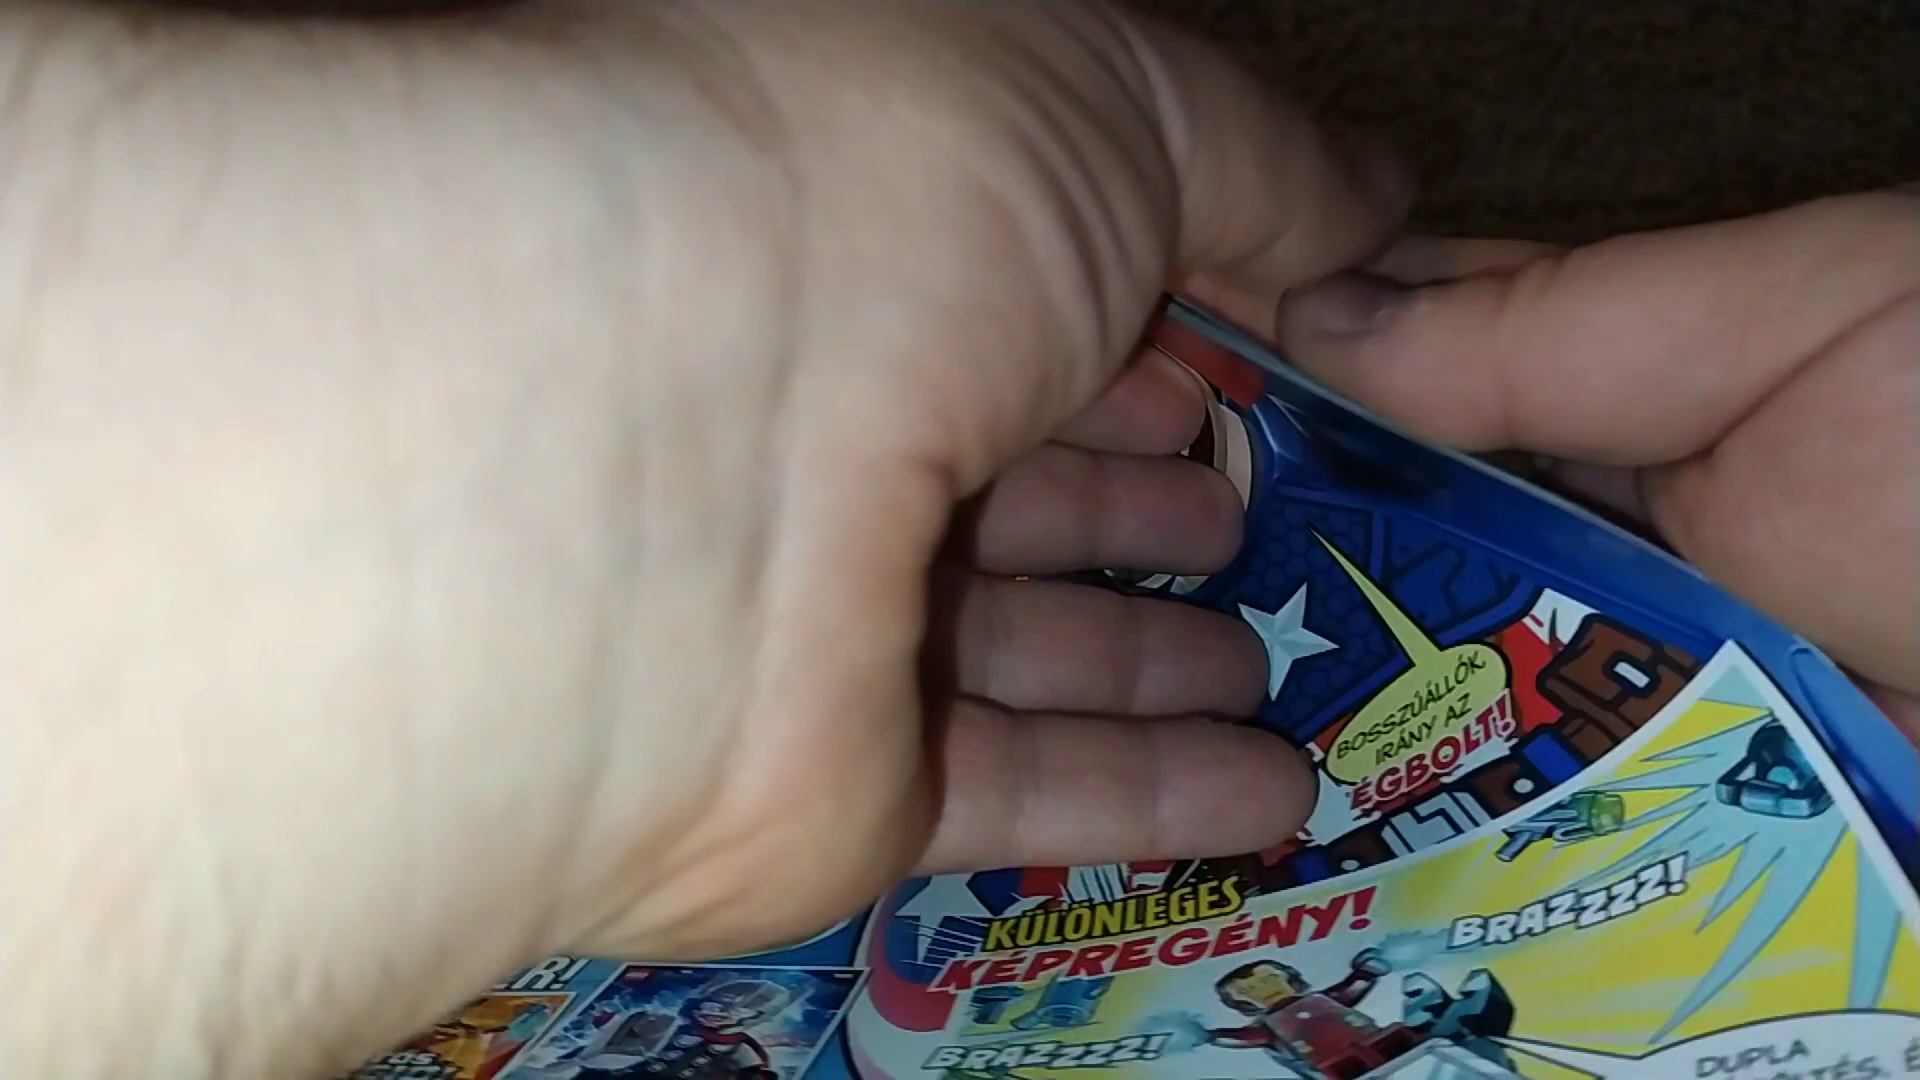 BOSSZÚÁLLÓK
IRÁNY AZ
ÉGBOLT!
KÜLÖNLEGES
KÉPREGÉNY!
BRAZZZZ!
BRAZZZZ!
DUPLA